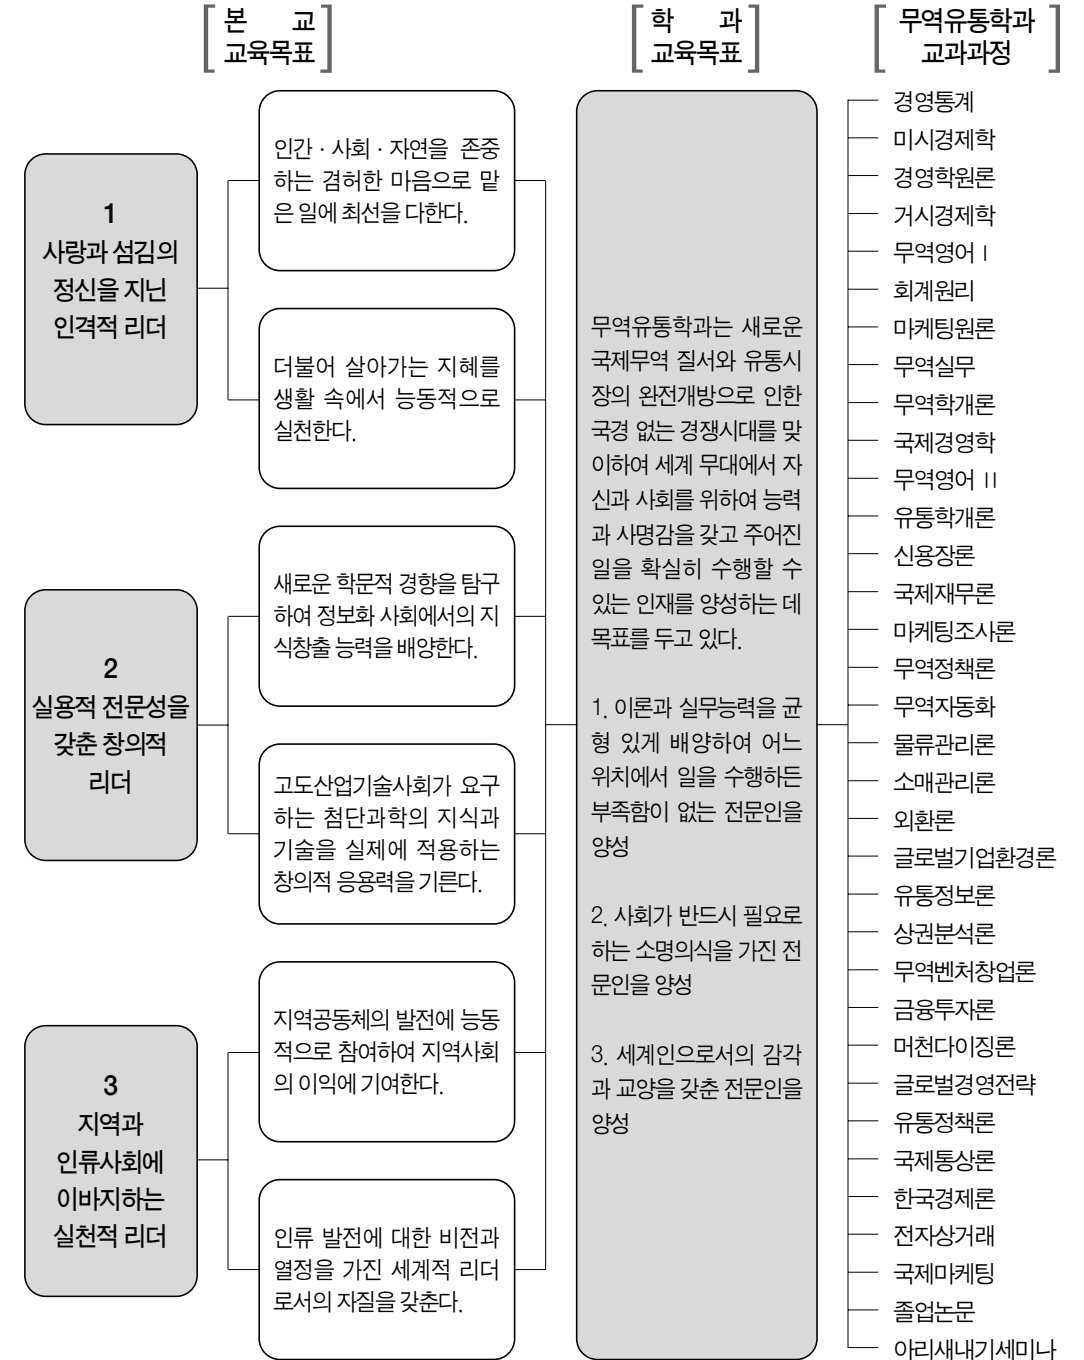 본 교
교육목표
학 과
교육목표
무역유통학과
교과과정
1
사랑과 섬김의
정신을 지닌
인격적 리더
인간 · 사회 · 자연을 존중
하는 겸허한 마음으로 맡
은 일에 최선을 다한다.
더불어 살아가는 지혜를
생활 속에서 능동적으로
실천한다.
2
실용적 전문성을
갖춘 창의적
리더
새로운 학문적 경향을 탐구
하여 정보화 사회에서의 지
식창출 능력을 배양한다.
고도산업기술사회가 요구
하는 첨단과학의 지식과
기술을 실제에 적용하는
창의적 응용력을 기른다.
3
지역과
인류사회에
이바지하는
실천적 리더
지역공동체의 발전에 능동
적으로 참여하여 지역사회
의 이익에 기여한다.
인류 발전에 대한 비전과
열정을 가진 세계적 리더
로서의 자질을 갖춘다.
무역유통학과는 새로운
국제무역 질서와 유통시
장의 완전개방으로 인한
국경 없는 경쟁시대를 맞
이하여 세계 무대에서 자
신과 사회를 위하여 능력
과 사명감을 갖고 주어진
일을 확실히 수행할 수
있는 인재를 양성하는 데
목표를 두고 있다.
1. 이론과 실무능력을 균
형 있게 배양하여 어느
위치에서 일을 수행하든
부족함이 없는 전문인을
양성
2. 사회가 반드시 필요로
하는 소명의식을 가진 전
문인을 양성
3. 세계인으로서의 감각
과 교양을 갖춘 전문인을
양성
경영통계
미시경제학
경영학원론
거시경제학
무역영어 I
회계원리
마케팅원론
무역실무
무역학개론
국제경영학
무역영어 II
유통학개론
신용장론
국제재무론
마케팅조사론
무역정책론
무역자동화
물류관리론
소매관리론
외환론
글로벌기업환경론
유통정보론
상권분석론
무역벤처창업론
금융투자론
머천다이징론
글로벌경영전략
유통정책론
국제통상론
한국경제론
전자상거래
국제마케팅
졸업논문
아리새내기세미나